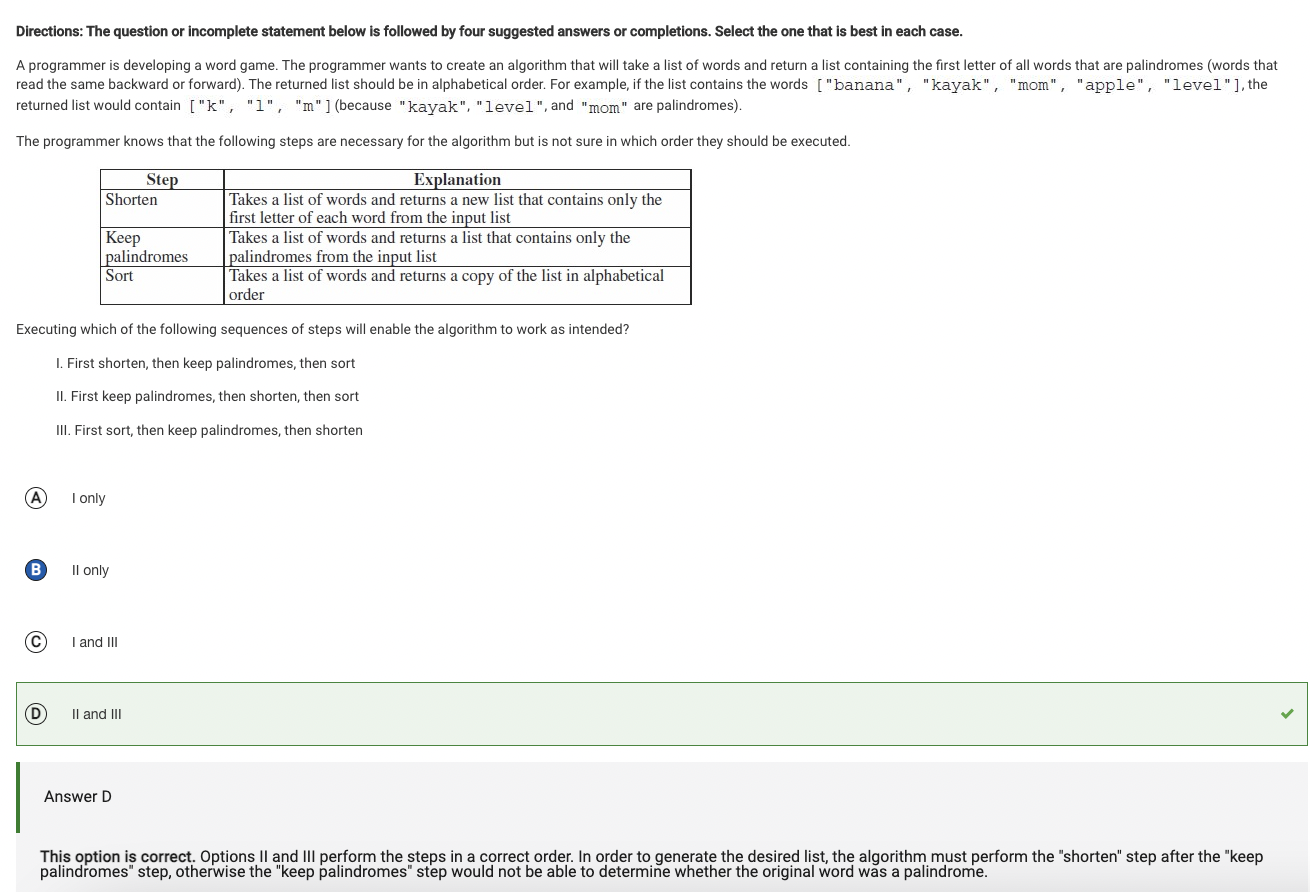 Directions: The question or incomplete statement below is followed by four suggested answers or completions. Select the one that is best in each case.
A programmer is developing a word game. The programmer wants to create an algorithm that will take a list of words and return a list containing the first letter of all words that are palindromes (words that
read the same backward or forward). The returned list should be in alphabetical order. For example, if the list contains the words ["banana", "kayak", "mom", "apple", "level"], the
returned list would contain ["k", "l", "m"] (because "kayak", "level", and "mom" are palindromes).
The programmer knows that the following steps are necessary for the algorithm but is not sure in which order they should be executed.
Step Explanation
Shorten Takes a list of words and returns a new list that contains only the
first letter of each word from the input list
Keep Takes a list of words and returns a list that contains only the
palindromes palindromes from the input list
Sort Takes a list of words and returns a copy of the list in alphabetical
order
Executing which of the following sequences of steps will enable the algorithm to work as intended?
I. First shorten, then keep palindromes, then sort
II. First keep palindromes, then shorten, then sort
III. First sort, then keep palindromes, then shorten
A I only
B II only
C I and III
D II and III
Answer D
This option is correct. Options II and III perform the steps in a correct order. In order to generate the desired list, the algorithm must perform the "shorten" step after the "keep
palindromes" step, otherwise the "keep palindromes" step would not be able to determine whether the original word was a palindrome.